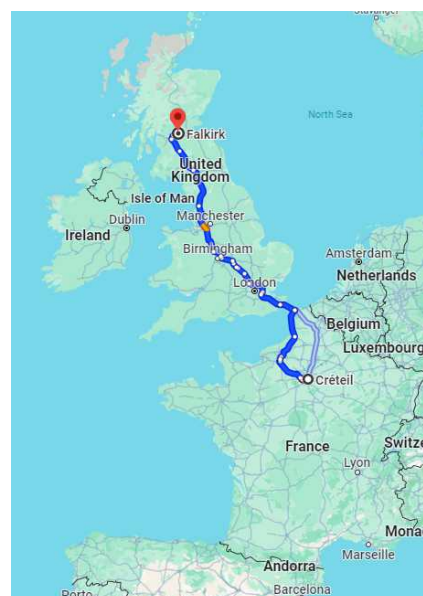 Stavanger
North Sea
Falkirk
United
Kingdom
Isle of Man
Dublin
Manchester
Ireland
Birmingham
Amsterdam
London
Netherlands
Belgium
Luxembourg
Créteil
France
Switze
Lyon
Monac
Marseille
Andorra
Barcelona
Porto